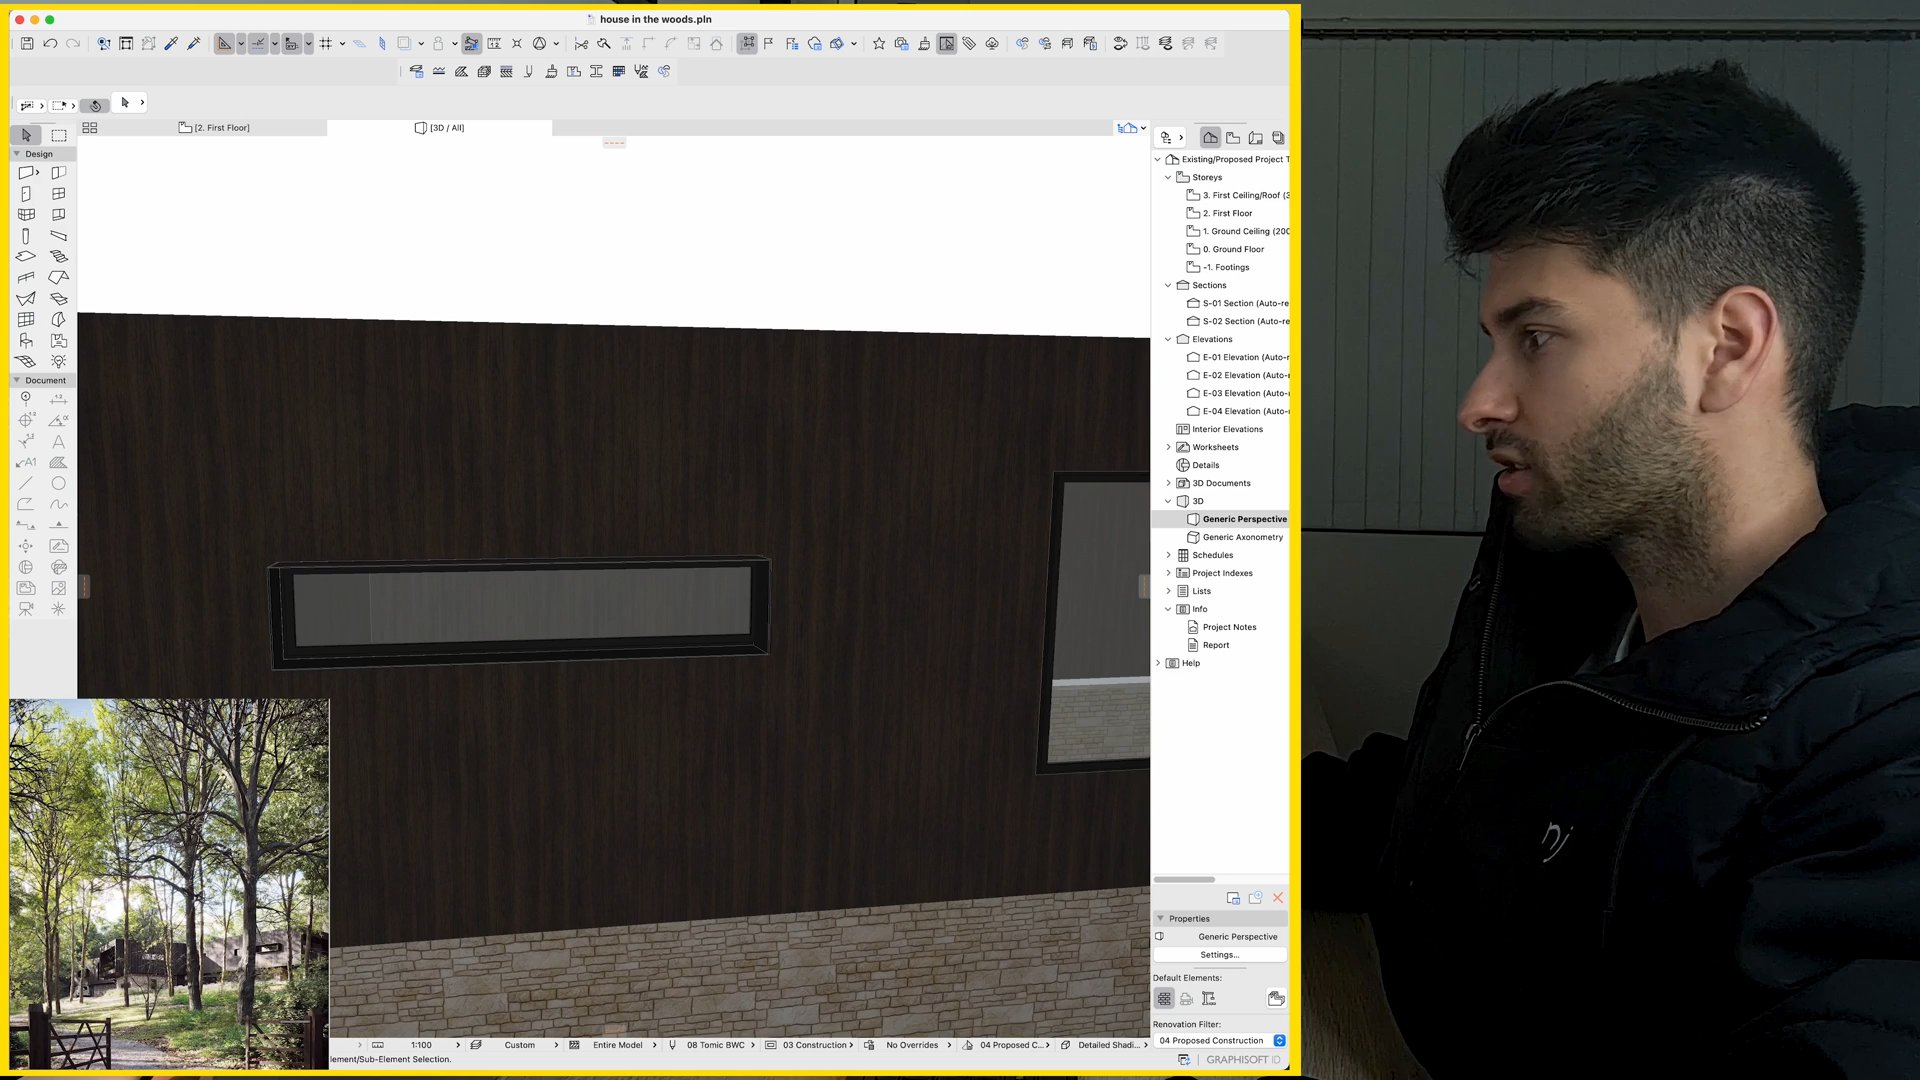 house in the woods.pln
[2. First Floor]
[3D / All]
Design
Document
A1
Existing/Proposed Project T
Storeys
3. First Ceiling/Roof (3
2. First Floor
1. Ground Ceiling (200
0. Ground Floor
-1. Footings
Sections
S-01 Section (Auto-re
S-02 Section (Auto-re
Elevations
E-01 Elevation (Auto-r
E-02 Elevation (Auto-r
E-03 Elevation (Auto-r
E-04 Elevation (Auto-r
Interior Elevations
Worksheets
Details
3D Documents
3D
Generic Perspective
Generic Axonometry
Schedules
Project Indexes
Lists
Info
Project Notes
Report
Help
Properties
Generic Perspective
Settings...
Default Elements:
Renovation Filter:
04 Proposed Construction
1:100
Custom
Entire Model
08 Tomic BWC
03 Construction
No Overrides
04 Proposed C...
Detailed Shadi...
lement/Sub-Element Selection.
GRAPHISOFT ID
nj